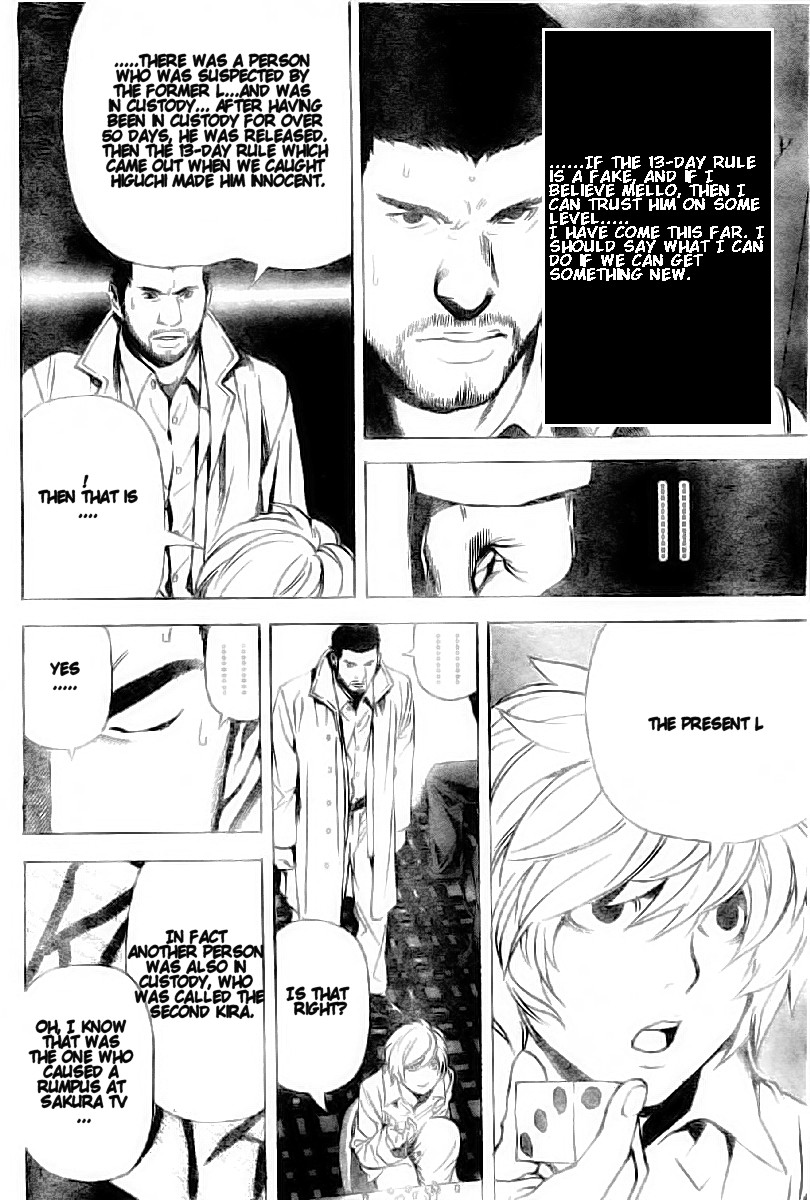 ......IF THE 13-DAY RULE
IS A FAKE, AND IF I
BELIEVE MELLO, THEN I
CAN TRUST HIM ON SOME
LEVEL.....
I HAVE COME THIS FAR. I
SHOULD SAY WHAT I CAN
DO IF WE CAN GET
SOMETHING NEW.
.....THERE WAS A PERSON
WHO WAS SUSPECTED BY
THE FORMER L...AND WAS
IN CUSTODY... AFTER HAVNG
BEEN IN CUSTODY FOR OVER
50 DAYS, HE WAS RELEASED.
THEN THE 13-DAY RULE WHICH
CAME OUT WHEN WE CAUGHT
HIGUCHI MADE HIM INNOCENT.
!
THEN THAT IS
....
THE PRESENT L
IS THAT
RIGHT?
YES
.....
IN FACT
ANOTHER PERSON
WAS ALSO IN
CUSTODY, WHO
WAS CALLED THE
SECOND KIRA.
OH, I KNOW
THAT WAS
THE ONE WHO
CAUSED A
RUMPUS AT
SAKURA TV
...